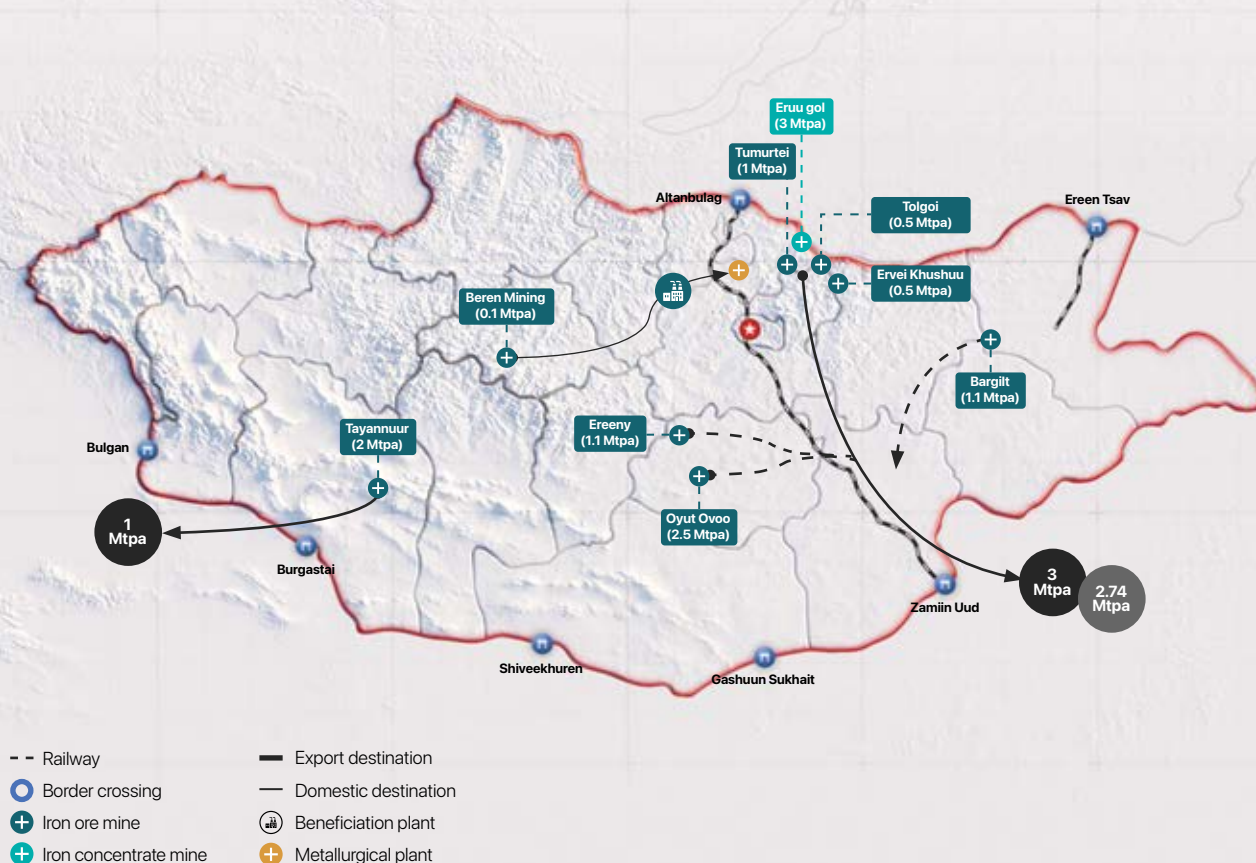 Eruu gol
(3 Mtpa)
Tumurtei
(1 Mtpa)
Altanbulag
Tolgoi
(0.5 Mtpa)
Ereen Tsav
Ervei Khushuu
(0.5 Mtpa)
Beren Mining
(0.1 Mtpa)
Bargilt
(1.1 Mtpa)
Tayannuur
(2 Mtpa)
Ereeny
(1.1 Mtpa)
Bulgan
Oyut Ovoo
(2.5 Mtpa)
1
Mtpa
Burgastai
3
Mtpa
2.74
Mtpa
Zamiin Uud
Shiveekhuren
Gashuun Sukhait
Railway
Border crossing
Iron ore mine
Iron concentrate mine
Export destination
Domestic destination
Beneficiation plant
Metallurgical plant